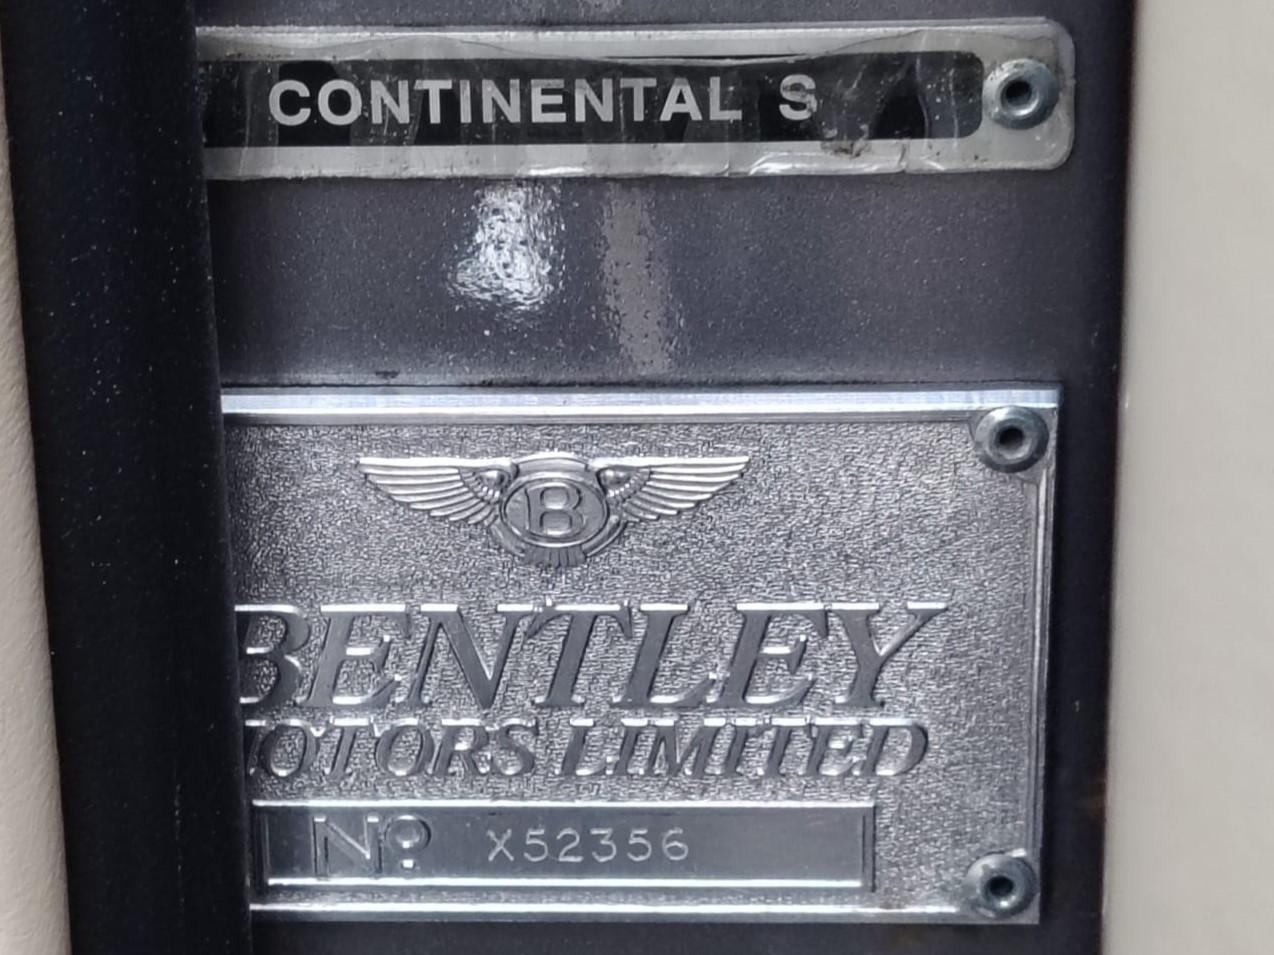 CONTINENTAL S
B
BENTLEY
MOTORS LIMITED
No. X52356